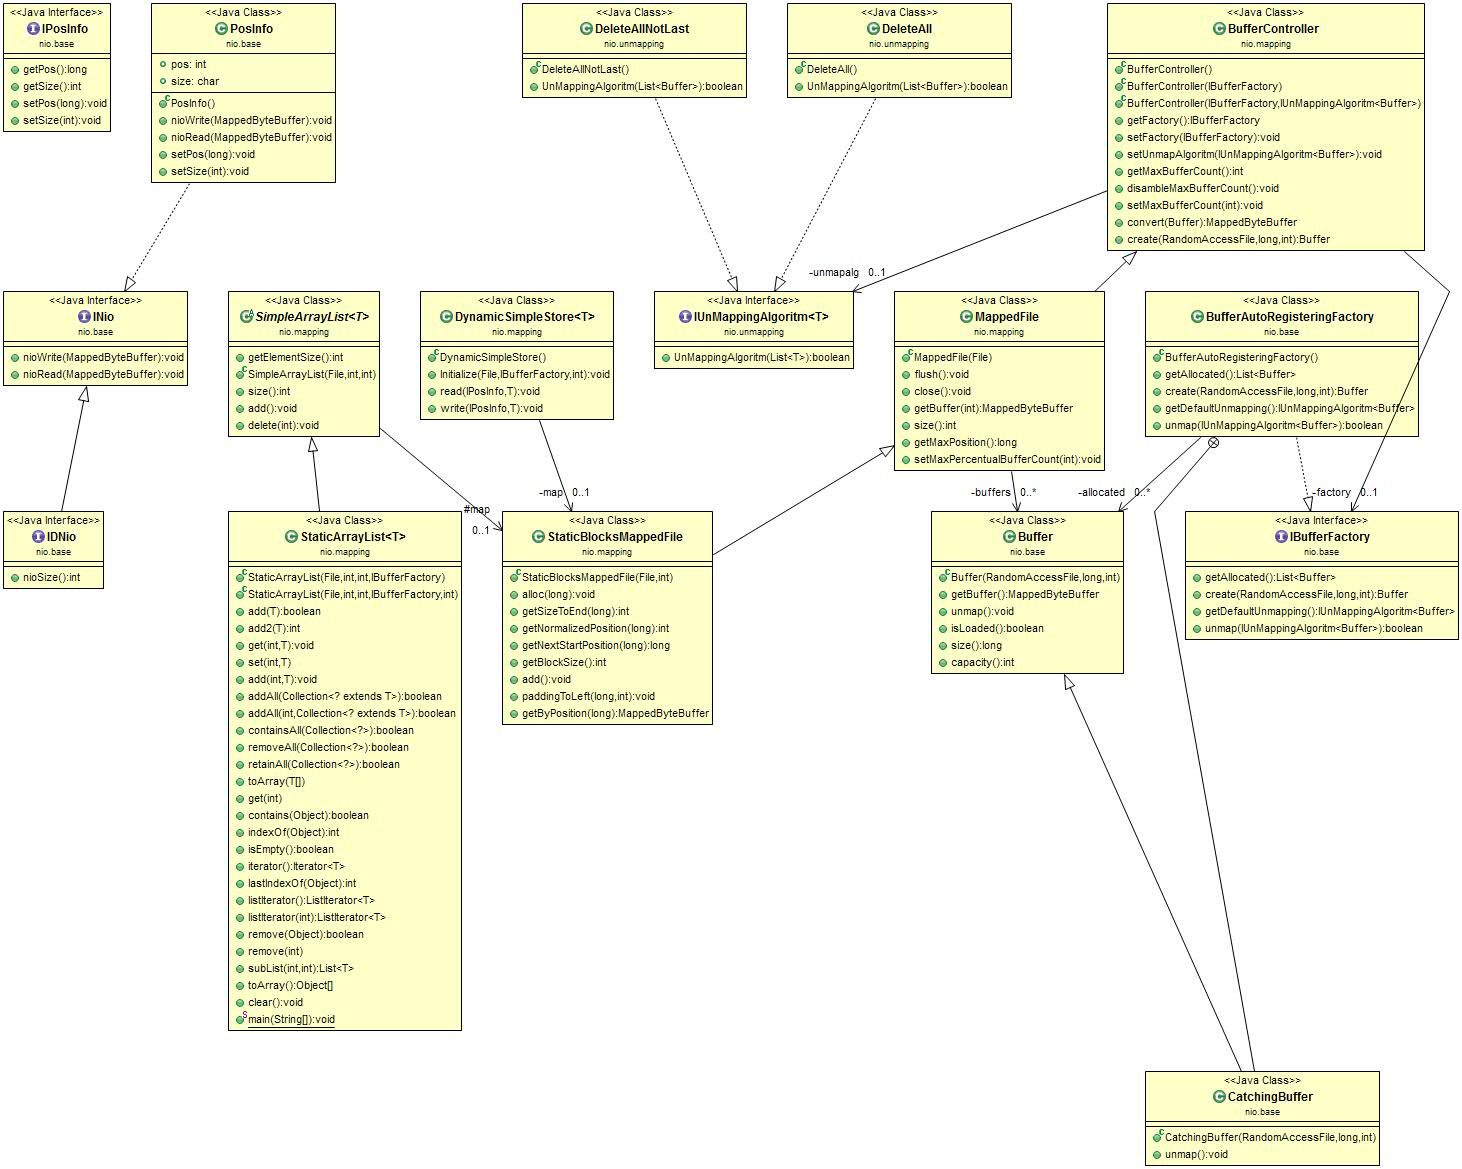 <<Java Interface>>
IPosInfo
nio.base
getPos():long
getSize():int
setPos(long):void
setSize(int):void
<<Java Class>>
PosInfo
nio.base
pos: int
size: char
PosInfo()
nioWrite(MappedByteBuffer):void
nioRead(MappedByteBuffer):void
setPos(long):void
setSize(int):void
<<Java Class>>
DeleteAllNotLast
nio.unmapping
DeleteAllNotLast()
UnMappingAlgoritm(List<Buffer>):boolean
<<Java Class>>
DeleteAll
nio.unmapping
DeleteAll()
UnMappingAlgoritm(List<Buffer>):boolean
<<Java Class>>
BufferController
nio.mapping
BufferController()
BufferController(IBufferFactory)
BufferController(IBufferFactory,IUnMappingAlgoritm<Buffer>)
getFactory():IBufferFactory
setFactory(IBufferFactory):void
setUnmapAlgoritm(IUnMappingAlgoritm<Buffer>):void
getMaxBufferCount():int
disambleMaxBufferCount():void
setMaxBufferCount(int):void
convert(Buffer):MappedByteBuffer
create(RandomAccessFile,long,int):Buffer
-unmapalg 0..1
<<Java Interface>>
INio
nio.base
nioWrite(MappedByteBuffer):void
nioRead(MappedByteBuffer):void
<<Java Class>>
SimpleArrayList<T>
nio.mapping
getElementSize():int
SimpleArrayList(File,int,int)
size():int
add():void
delete(int):void
<<Java Class>>
DynamicSimpleStore<T>
nio.mapping
DynamicSimpleStore()
Initialize(File,IBufferFactory,int):void
read(IPosInfo,T):void
write(IPosInfo,T):void
<<Java Interface>>
IUnMappingAlgoritm<T>
nio.unmapping
UnMappingAlgoritm(List<T>):boolean
<<Java Class>>
MappedFile
nio.mapping
MappedFile(File)
flush():void
close():void
getBuffer(int):MappedByteBuffer
size():int
getMaxPosition():long
setMaxPercentualBufferCount(int):void
<<Java Class>>
BufferAutoRegisteringFactory
nio.base
BufferAutoRegisteringFactory()
getAllocated():List<Buffer>
create(RandomAccessFile,long,int):Buffer
getDefaultUnmapping():IUnMappingAlgoritm<Buffer>
unmap(IUnMappingAlgoritm<Buffer>):boolean
-map 0..1
#map
0..1
-buffers 0..*
-allocated 0..*
-factory 0..1
<<Java Interface>>
IDNio
nio.base
nioSize():int
<<Java Class>>
StaticArrayList<T>
nio.mapping
StaticArrayList(File,int,int,IBufferFactory)
StaticArrayList(File,int,int,IBufferFactory,int)
add(T):boolean
add2(T):int
get(int,T):void
set(int,T)
add(int,T):void
addAll(Collection<? extends T>):boolean
addAll(int,Collection<? extends T>):boolean
containsAll(Collection<?>):boolean
removeAll(Collection<?>):boolean
retainAll(Collection<?>):boolean
toArray(T[])
get(int)
contains(Object):boolean
indexOf(Object):int
isEmpty():boolean
iterator():Iterator<T>
lastIndexOf(Object):int
listIterator():ListIterator<T>
listIterator(int):ListIterator<T>
remove(Object):boolean
remove(int)
subList(int,int):List<T>
toArray():Object[]
clear():void
main(String[]):void
<<Java Class>>
StaticBlocksMappedFile
nio.mapping
StaticBlocksMappedFile(File,int)
alloc(long):void
getSizeToEnd(long):int
getNormalizedPosition(long):int
getNextStartPosition(long):long
getBlockSize():int
add():void
paddingToLeft(long,int):void
getByPosition(long):MappedByteBuffer
<<Java Class>>
Buffer
nio.base
Buffer(RandomAccessFile,long,int)
getBuffer():MappedByteBuffer
unmap():void
isLoaded():boolean
size():long
capacity():int
<<Java Interface>>
IBufferFactory
nio.base
getAllocated():List<Buffer>
create(RandomAccessFile,long,int):Buffer
getDefaultUnmapping():IUnMappingAlgoritm<Buffer>
unmap(IUnMappingAlgoritm<Buffer>):boolean
<<Java Class>>
CatchingBuffer
nio.base
CatchingBuffer(RandomAccessFile,long,int)
unmap():void